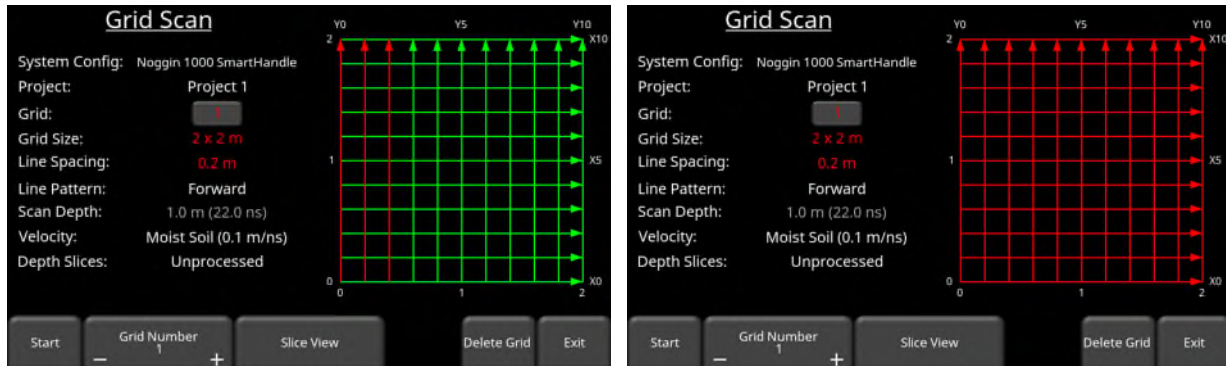 Grid Scan
System Config: Noggin 1000 SmartHandle
Project: Project 1
Grid: 1
Grid Size: 2 x 2 m
Line Spacing: 0.2 m
Line Pattern: Forward
Scan Depth: 1.0 m (22.0 ns)
Velocity: Moist Soil (0.1 m/ns)
Depth Slices: Unprocessed
Y0 Y5 Y10
2 X10
1 X5
0 X0
0 1 2
Start
Grid Number
− 1 +
Slice View
Delete Grid
Exit
Grid Scan
System Config: Noggin 1000 SmartHandle
Project: Project 1
Grid: 1
Grid Size: 2 x 2 m
Line Spacing: 0.2 m
Line Pattern: Forward
Scan Depth: 1.0 m (22.0 ns)
Velocity: Moist Soil (0.1 m/ns)
Depth Slices: Unprocessed
Y0 Y5 Y10
2 X10
1 X5
0 X0
0 1 2
Start
Grid Number
− 1 +
Slice View
Delete Grid
Exit